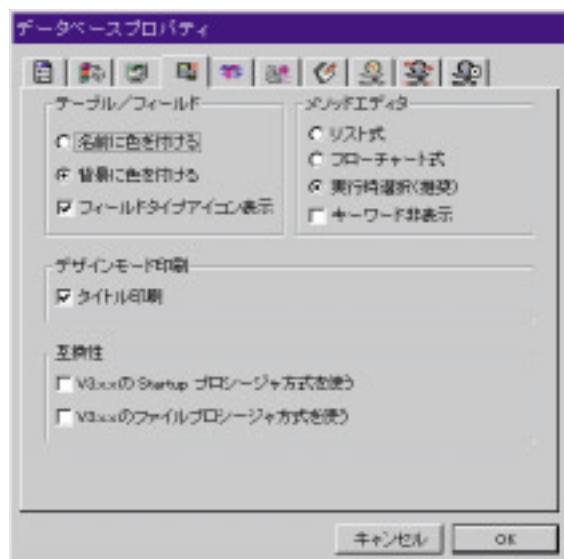 データベースプロパティ
テーブル/フィールド
名前に色を付ける
背景に色を付ける
フィールドタイプアイコン表示
メソッドエディタ
リスト式
フローチャート式
実行時選択(推奨)
キーワード非表示
デザインモード印刷
タイトル印刷
互換性
V3.x.xの Startup プロシージャ方式を使う
V3.x.xのファイルプロシージャ方式を使う
キャンセル
OK